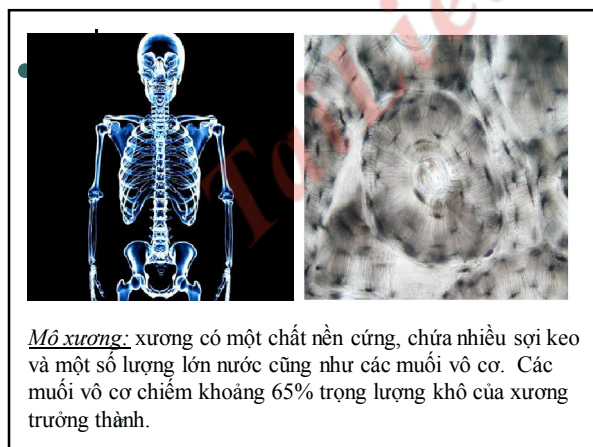 TaiLie
Mô xương: xương có một chất nền cứng, chứa nhiều sợi keo
và một số lượng lớn nước cũng như các muối vô cơ. Các
muối vô cơ chiếm khoảng 65% trọng lượng khô của xương
trưởng thành.